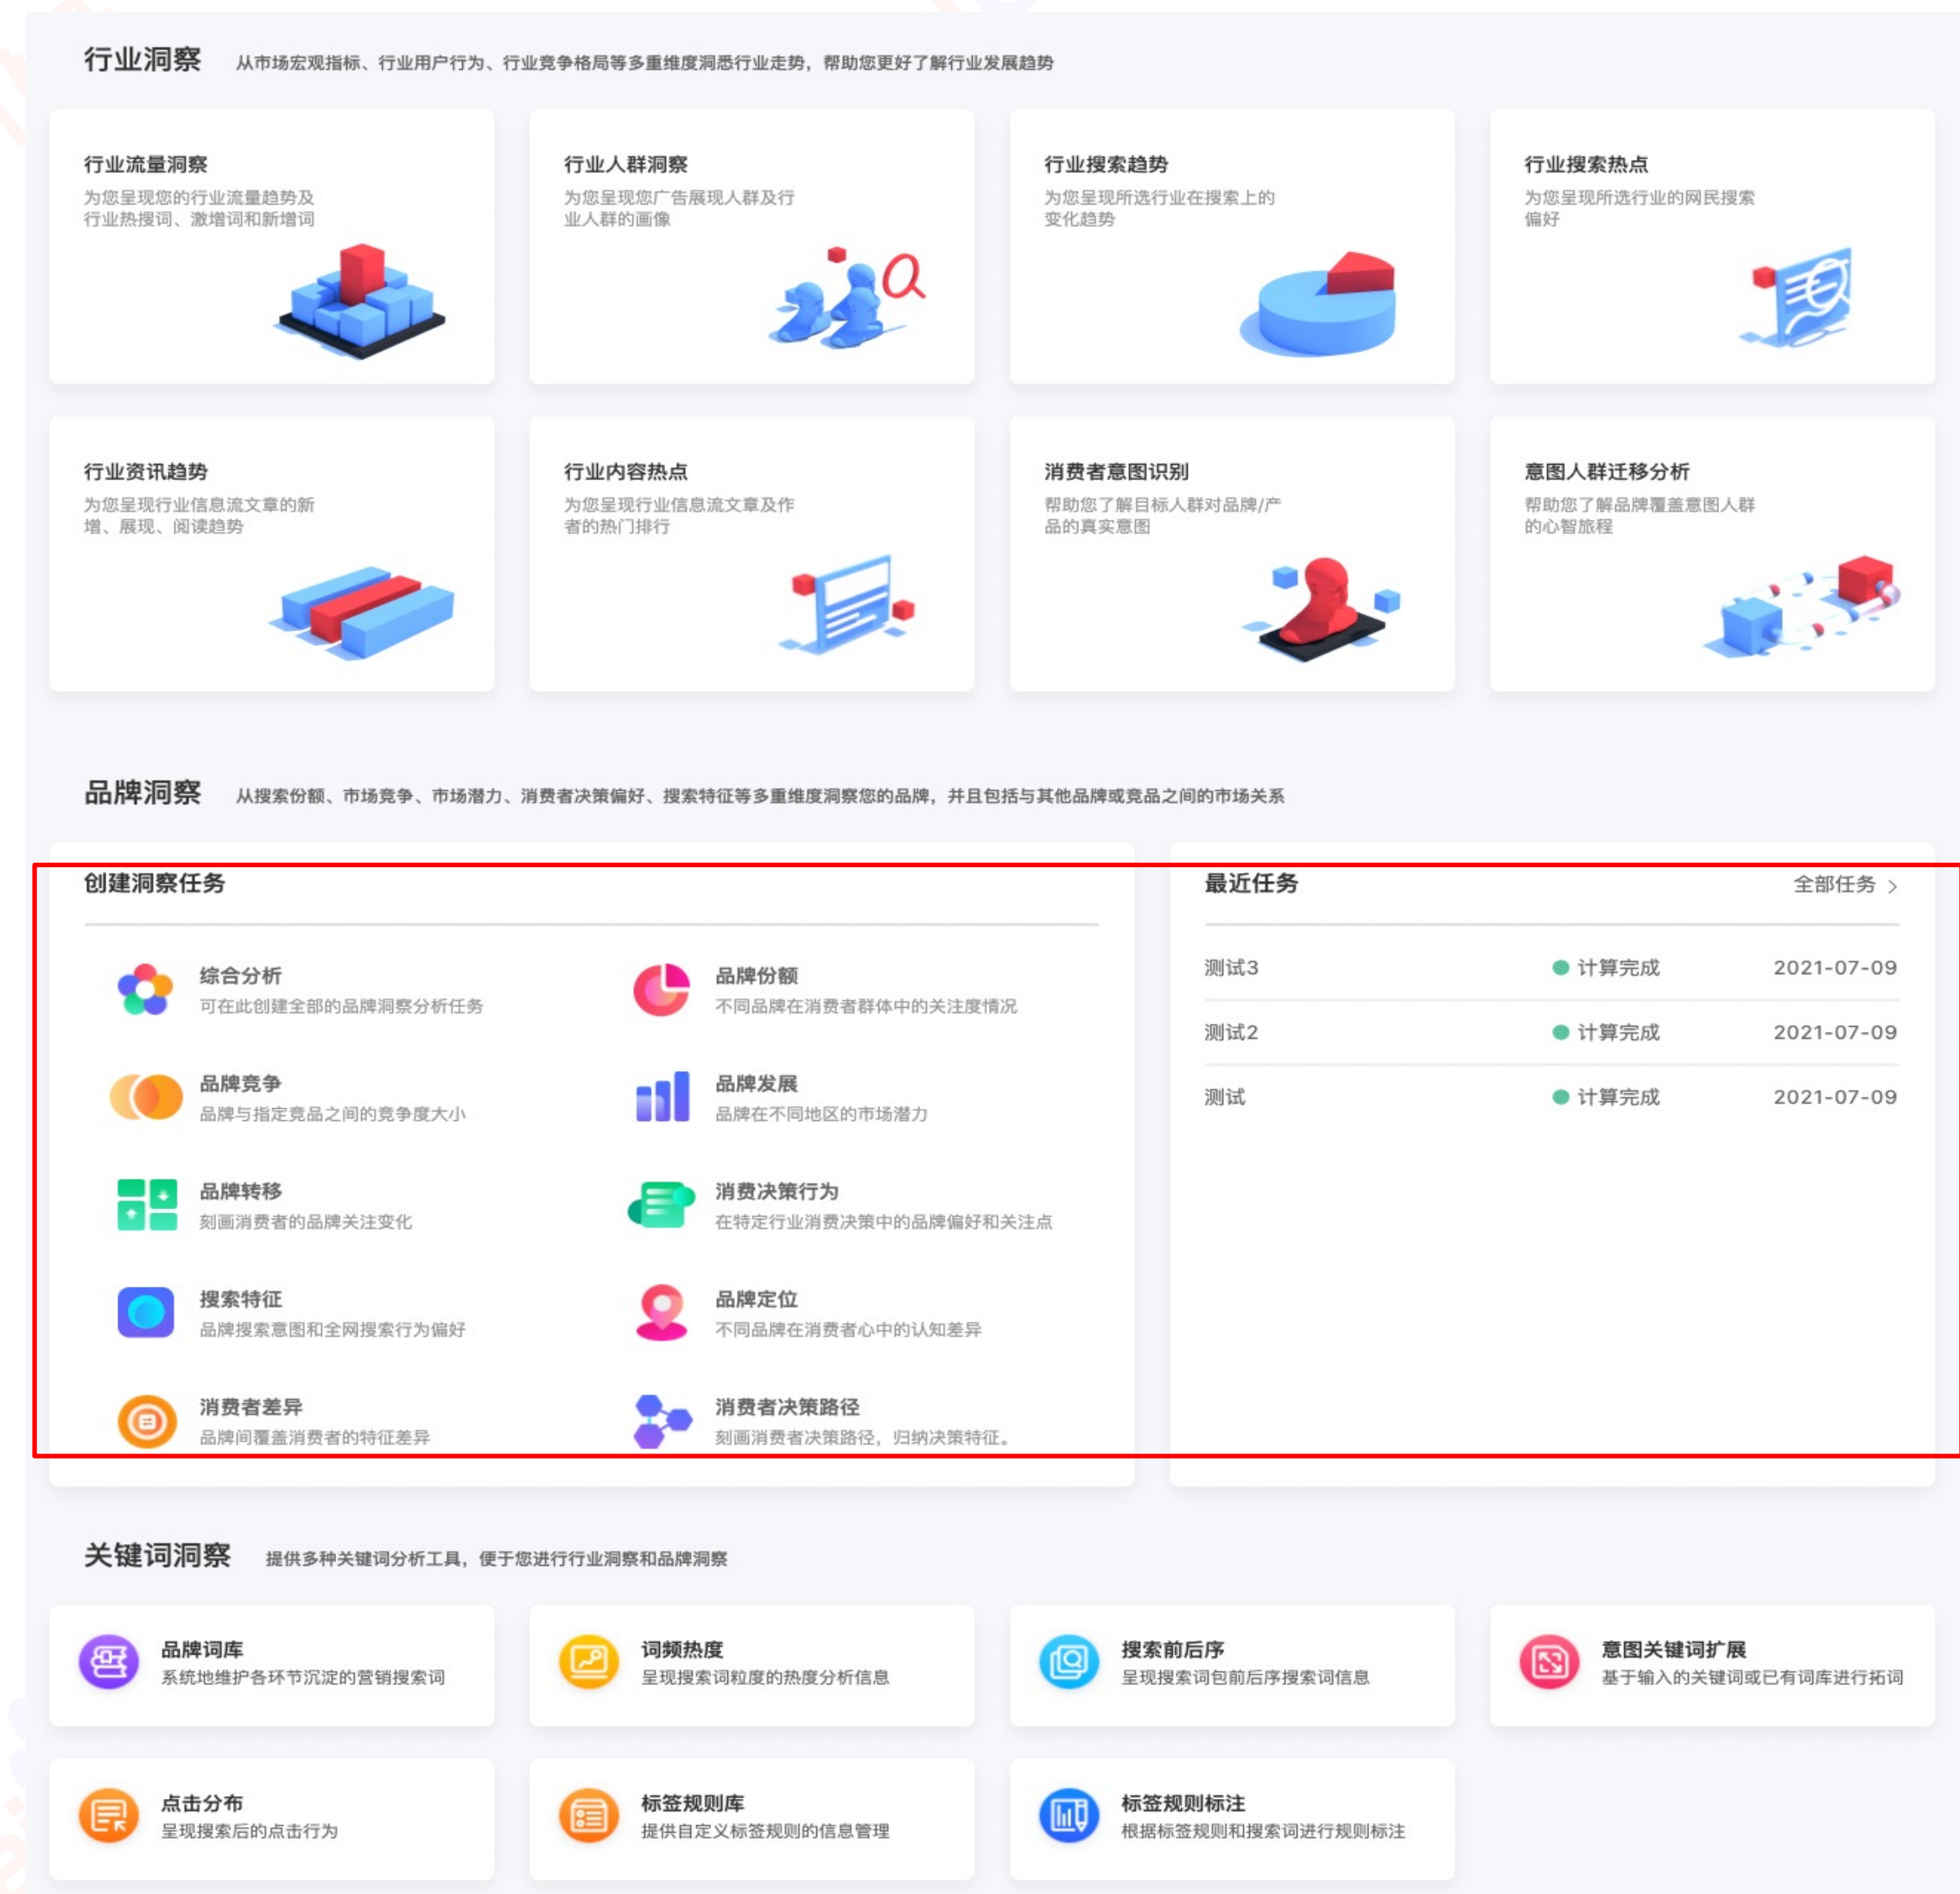 行业洞察 从市场宏观指标、行业用户行为、行业竞争格局等多重维度洞悉行业走势，帮助您更好了解行业发展趋势
行业流量洞察
为您呈现您的行业流量趋势及
行业热搜词、激增词和新增词
行业人群洞察
为您呈现您广告展现人群及行
业人群的画像
行业搜索趋势
为您呈现所选行业在搜索上的
变化趋势
行业搜索热点
为您呈现所选行业的网民搜索
偏好
行业资讯趋势
为您呈现行业信息流文章的新
增、展现、阅读趋势
行业内容热点
为您呈现行业信息流文章及作
者的热门排行
消费者意图识别
帮助您了解目标人群对品牌/产
品的真实意图
意图人群迁移分析
帮助您了解品牌覆盖意图人群
的心智旅程
品牌洞察 从搜索份额、市场竞争、市场潜力、消费者决策偏好、搜索特征等多重维度洞察您的品牌，并且包括与其他品牌或竞品之间的市场关系
创建洞察任务
综合分析
可在此创建全部的品牌洞察分析任务
品牌份额
不同品牌在消费者群体中的关注度情况
品牌竞争
品牌与指定竞品之间的竞争度大小
品牌发展
品牌在不同地区的市场潜力
品牌转移
刻画消费者的品牌关注变化
消费决策行为
在特定行业消费决策中的品牌偏好和关注点
搜索特征
品牌搜索意图和全网搜索行为偏好
品牌定位
不同品牌在消费者心中的认知差异
消费者差异
品牌间覆盖消费者的特征差异
消费者决策路径
刻画消费者决策路径，归纳决策特征。
最近任务 全部任务 >
测试3 计算完成 2021-07-09
测试2 计算完成 2021-07-09
测试 计算完成 2021-07-09
关键词洞察 提供多种关键词分析工具，便于您进行行业洞察和品牌洞察
品牌词库
系统地维护各环节沉淀的营销搜索词
词频热度
呈现搜索词粒度的热度分析信息
搜索前后序
呈现搜索词包前后序搜索词信息
意图关键词扩展
基于输入的关键词或已有词库进行拓词
点击分布
呈现搜索后的点击行为
标签规则库
提供自定义标签规则的信息管理
标签规则标注
根据标签规则和搜索词进行规则标注